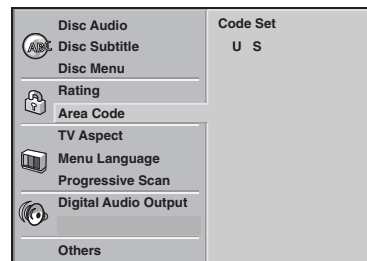 Disc Audio
Disc Subtitle
Disc Menu
Rating
Area Code
TV Aspect
Menu Language
Progressive Scan
Digital Audio Output
Others
Code Set
U S
ABC